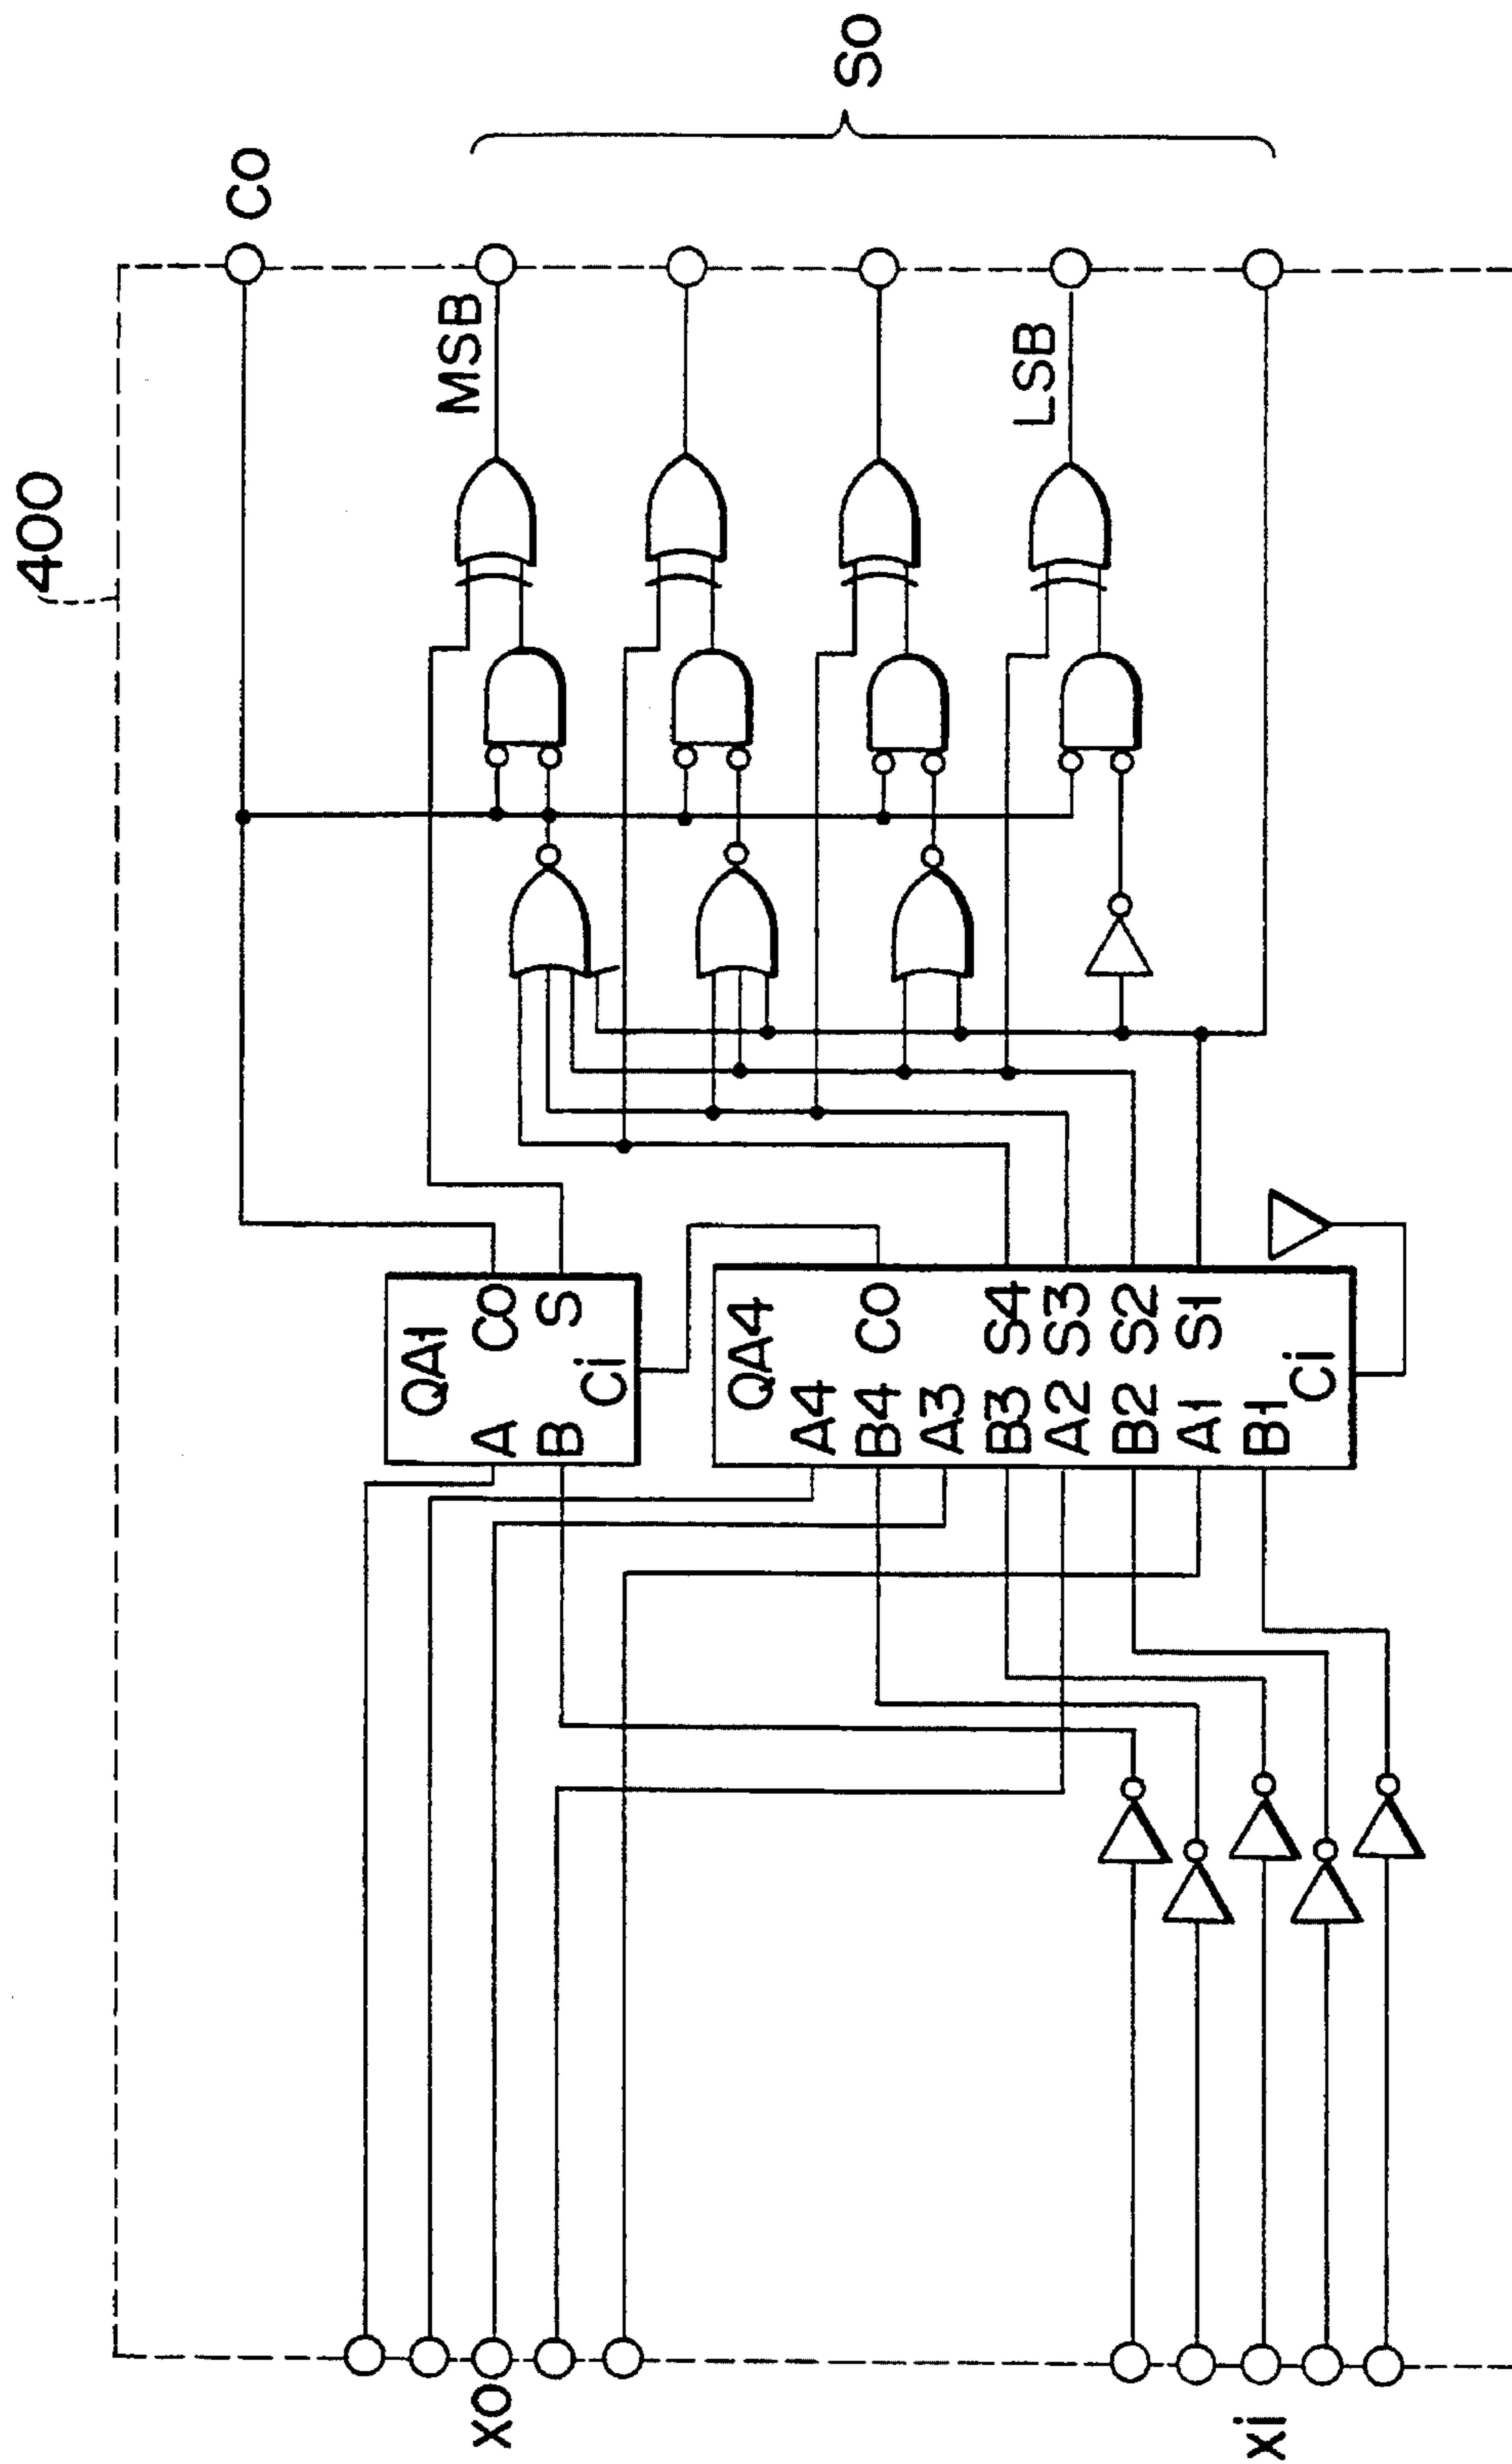 400
CO
MSB
LSB
SO
QA1
A CO
B S
Ci
QA4
A4
B4 CO
A3
B3 S4
A2 S3
B2 S2
A1 S1
B1
Ci
xo
xi